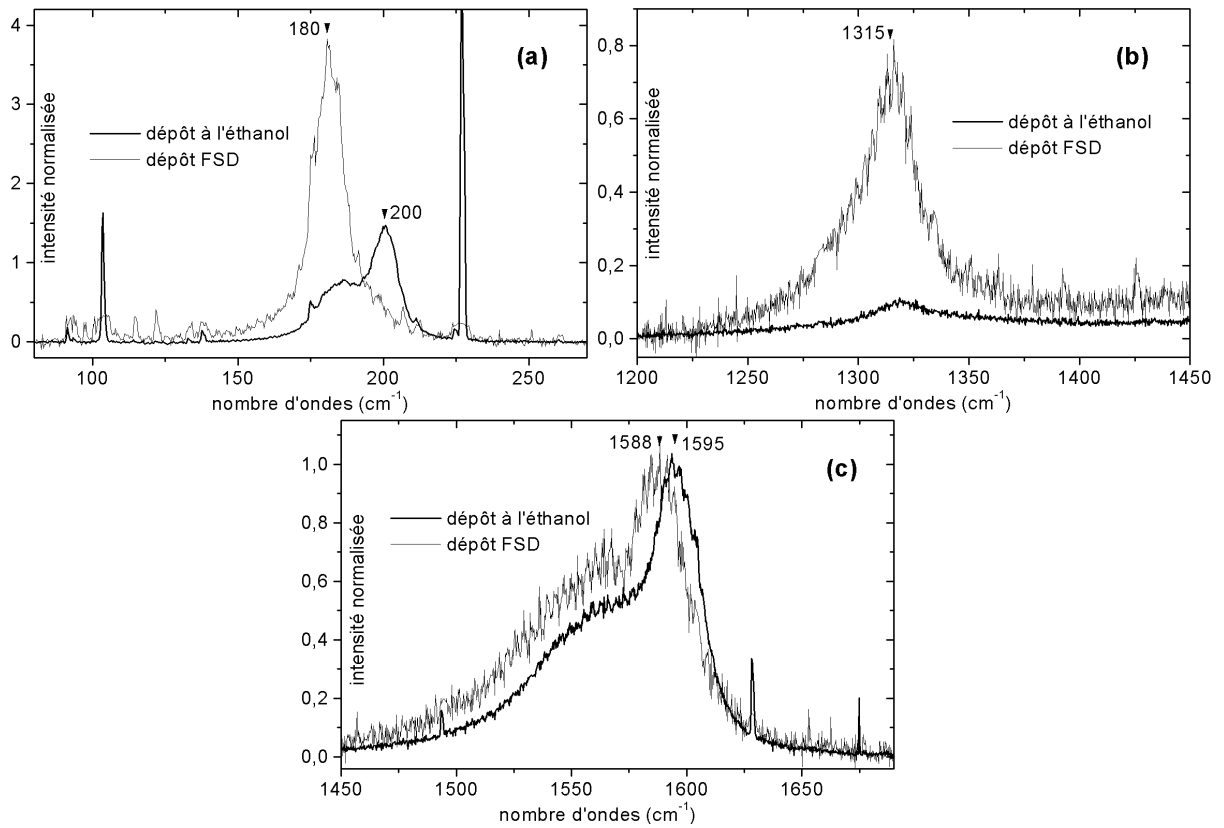 (a)
180
200
intensité normalisée
dépôt à l'éthanol
dépôt FSD
4
3
2
1
0
100 150 200 250
nombre d'ondes (cm-1)
(b)
1315
intensité normalisée
dépôt à l'éthanol
dépôt FSD
0,8
0,6
0,4
0,2
0,0
1200 1250 1300 1350 1400 1450
nombre d'ondes (cm-1)
(c)
1588 1595
intensité normalisée
dépôt à l'éthanol
dépôt FSD
1,0
0,8
0,6
0,4
0,2
0,0
1450 1500 1550 1600 1650
nombre d'ondes (cm-1)